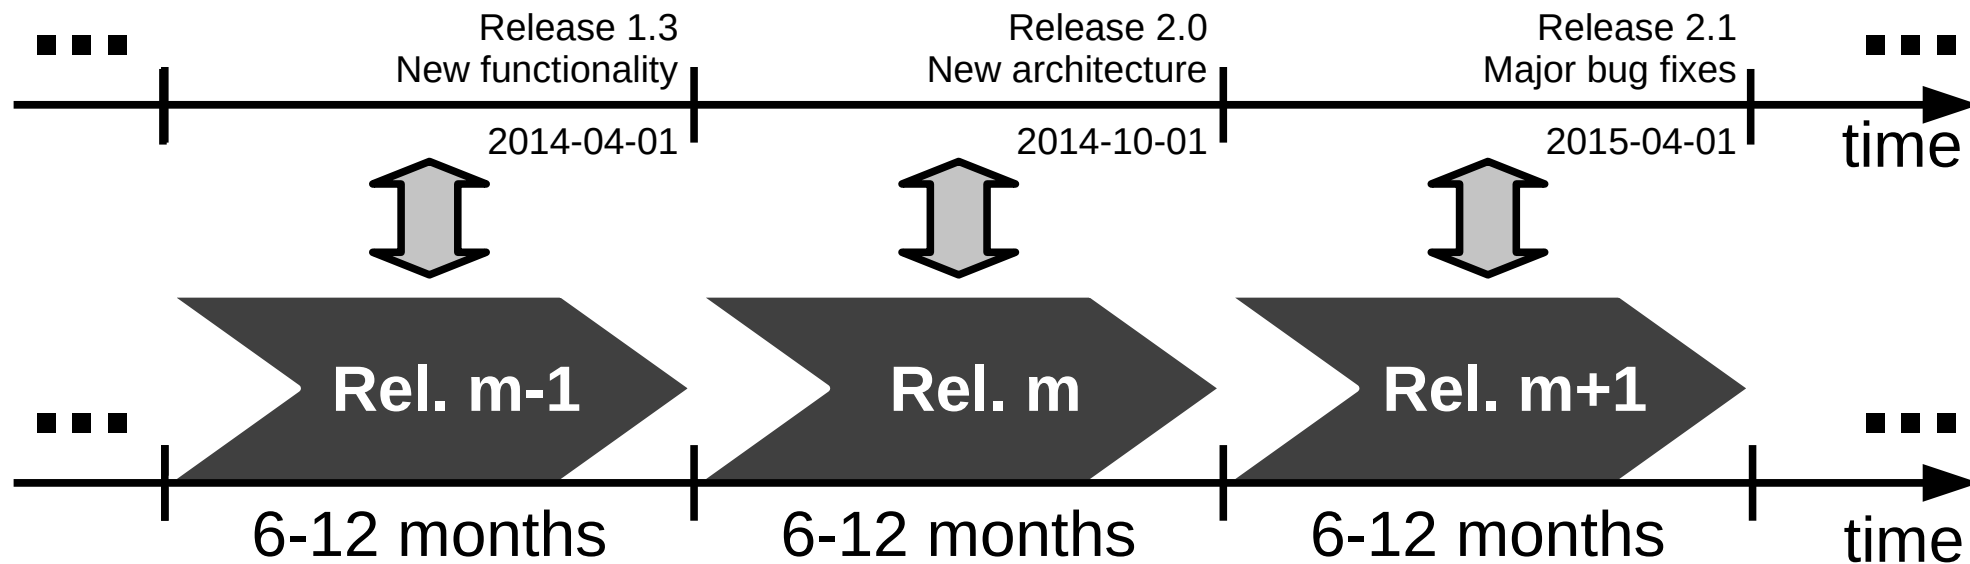 Release 1.3
New functionality
2014-04-01
Release 2.0
New architecture
2014-10-01
Release 2.1
Major bug fixes
2015-04-01
time
Rel. m-1
Rel. m
Rel. m+1
6-12 months
6-12 months
6-12 months
time